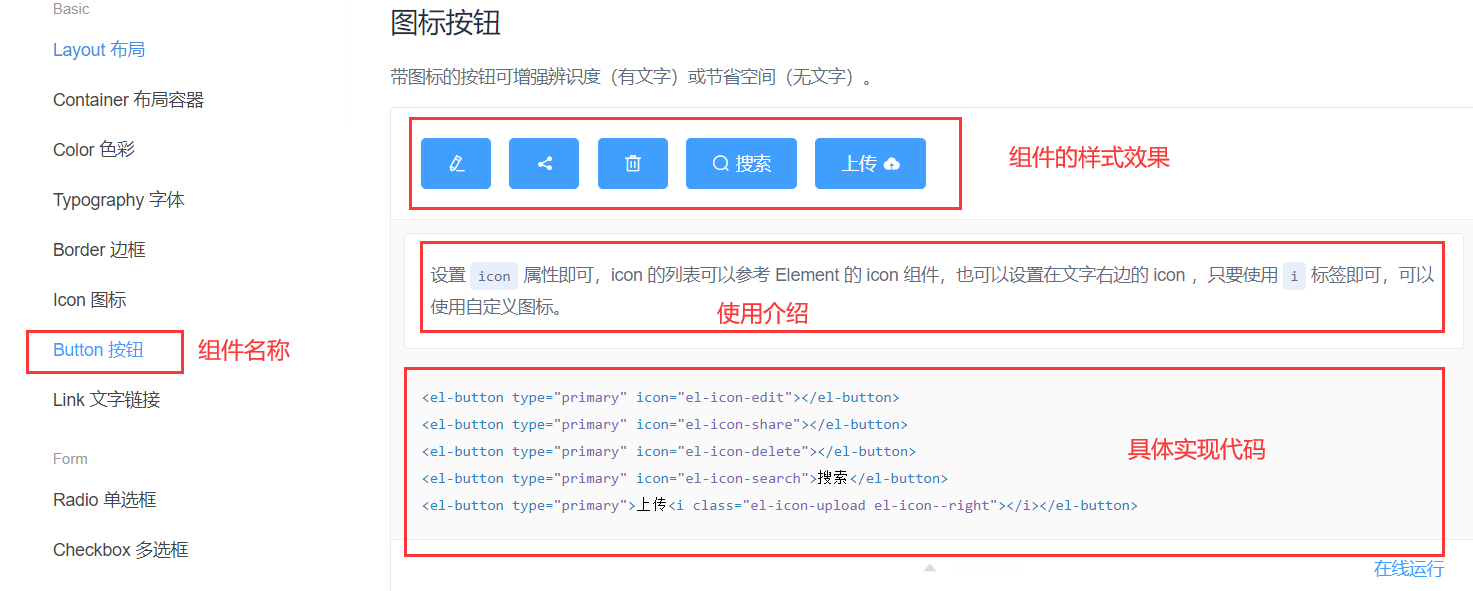 Basic
Layout 布局
Container 布局容器
Color 色彩
Typography 字体
Border 边框
Icon 图标
Button 按钮
组件名称
Link 文字链接
Form
Radio 单选框
Checkbox 多选框
图标按钮
带图标的按钮可增强辨识度（有文字）或节省空间（无文字）。
搜索
上传
组件的样式效果
设置 icon 属性即可，icon 的列表可以参考 Element 的 icon 组件，也可以设置在文字右边的 icon ，只要使用 i 标签即可，可以
使用自定义图标。
使用介绍
<el-button type="primary" icon="el-icon-edit"></el-button>
<el-button type="primary" icon="el-icon-share"></el-button>
<el-button type="primary" icon="el-icon-delete"></el-button>
<el-button type="primary" icon="el-icon-search">搜索</el-button>
<el-button type="primary">上传<i class="el-icon-upload el-icon--right"></i></el-button>
具体实现代码
在线运行